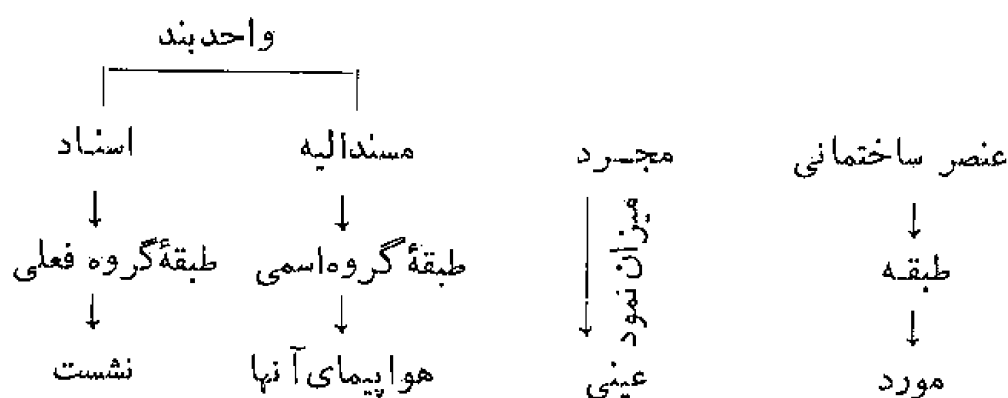 واحد بند
عنصر ساختمانی مجرد مسندالیه اسناد
میزان نمود
طبقه طبقهٔ گروه اسمی طبقهٔ گروه فعلی
مورد عینی هواپیمای آنها نشست